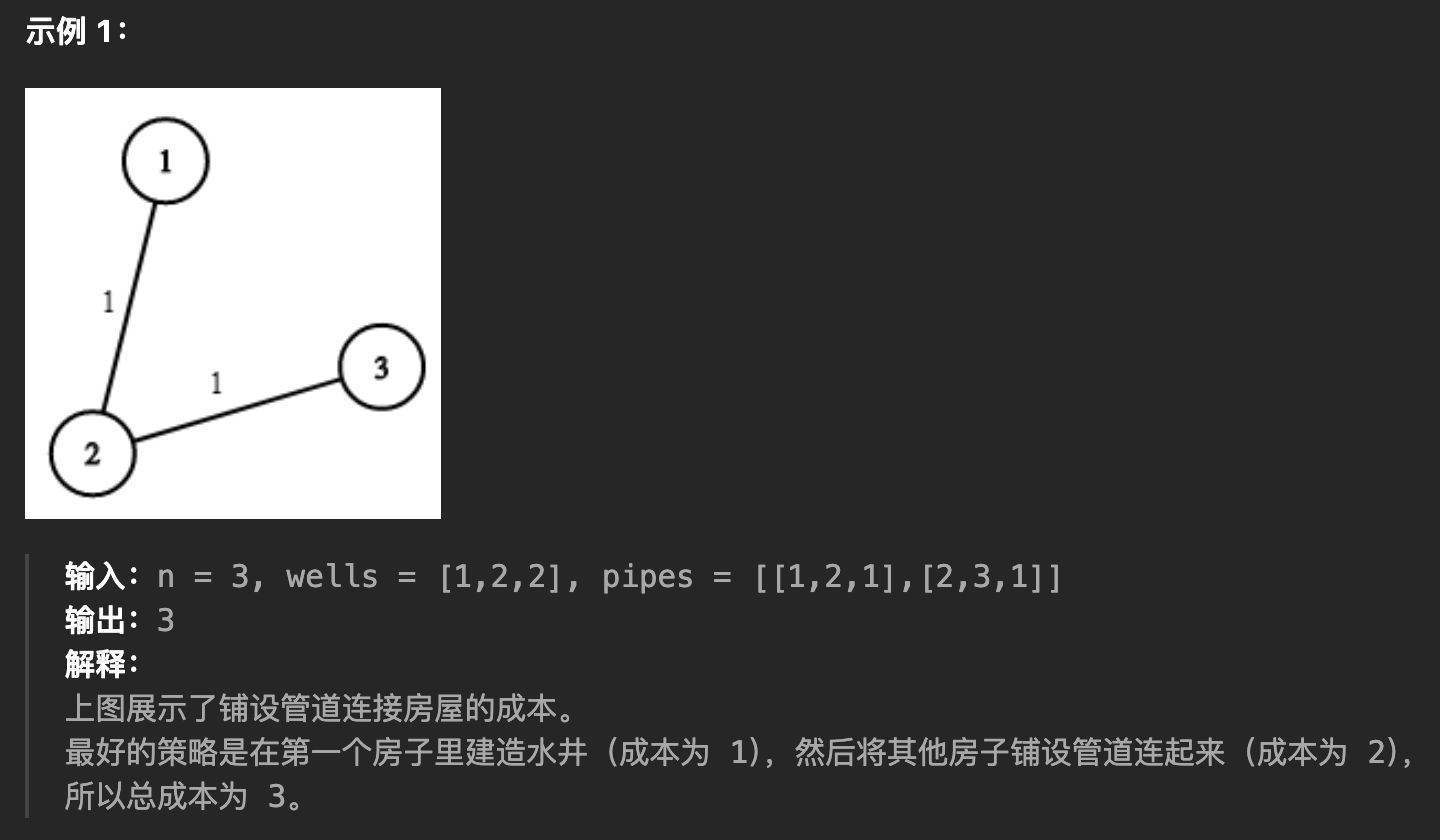 示例 1：
1
1
3
1
2
输入：n = 3, wells = [1,2,2], pipes = [[1,2,1],[2,3,1]]
输出：3
解释：
上图展示了铺设管道连接房屋的成本。
最好的策略是在第一个房子里建造水井（成本为 1），然后将其他房子铺设管道连起来（成本为 2），
所以总成本为 3。